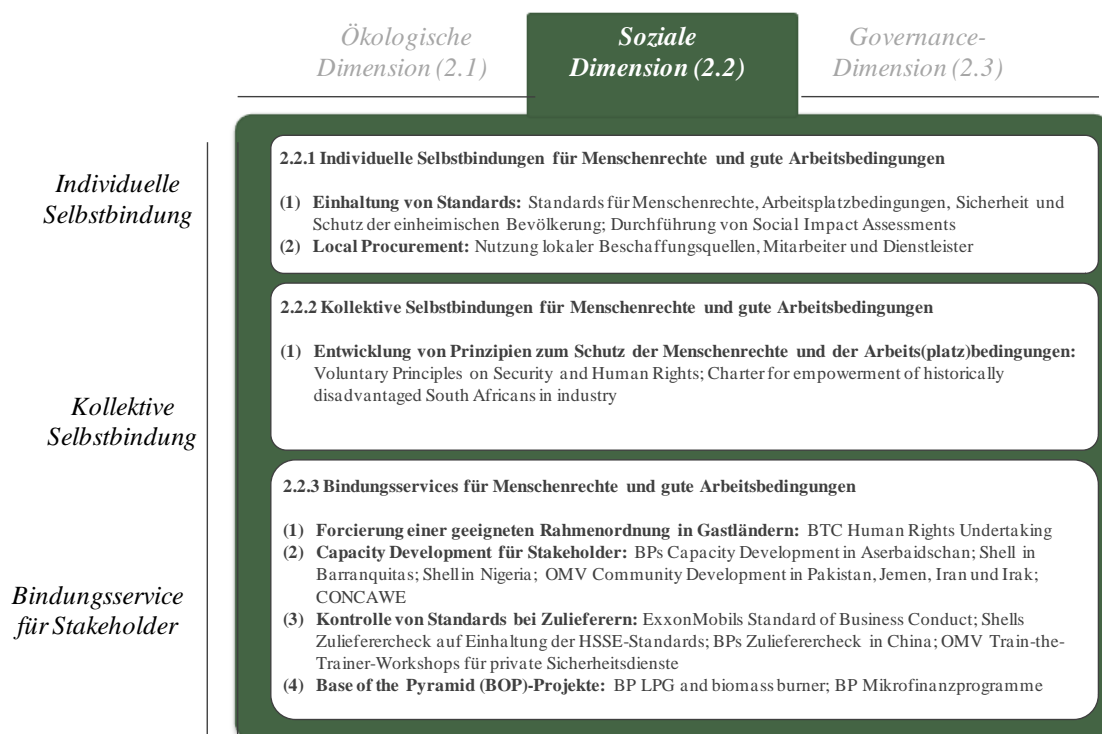 Ökologische
Dimension (2.1)
Soziale
Dimension (2.2)
Governance-
Dimension (2.3)
Individuelle
Selbstbindung
2.2.1 Individuelle Selbstbindungen für Menschenrechte und gute Arbeitsbedingungen
(1) Einhaltung von Standards: Standards für Menschenrechte, Arbeitsplatzbedingungen, Sicherheit und
Schutz der einheimischen Bevölkerung; Durchführung von Social Impact Assessments
(2) Local Procurement: Nutzung lokaler Beschaffungsquellen, Mitarbeiter und Dienstleister
Kollektive
Selbstbindung
2.2.2 Kollektive Selbstbindungen für Menschenrechte und gute Arbeitsbedingungen
(1) Entwicklung von Prinzipien zum Schutz der Menschenrechte und der Arbeits(platz)bedingungen:
Voluntary Principles on Security and Human Rights; Charter for empowerment of historically
disadvantaged South Africans in industry
Bindungsservice
für Stakeholder
2.2.3 Bindungsservices für Menschenrechte und gute Arbeitsbedingungen
(1) Forcierung einer geeigneten Rahmenordnung in Gastländern: BTC Human Rights Undertaking
(2) Capacity Development für Stakeholder: BPs Capacity Development in Aserbaidschan; Shell in
Barranquitas; Shell in Nigeria; OMV Community Development in Pakistan, Jemen, Iran und Irak;
CONCAWE
(3) Kontrolle von Standards bei Zulieferern: ExxonMobils Standard of Business Conduct; Shells
Zulieferercheck auf Einhaltung der HSSE-Standards; BPs Zulieferercheck in China; OMV Train-the-
Trainer-Workshops für private Sicherheitsdienste
(4) Base of the Pyramid (BOP)-Projekte: BP LPG and biomass burner; BP Mikrofinanzprogramme